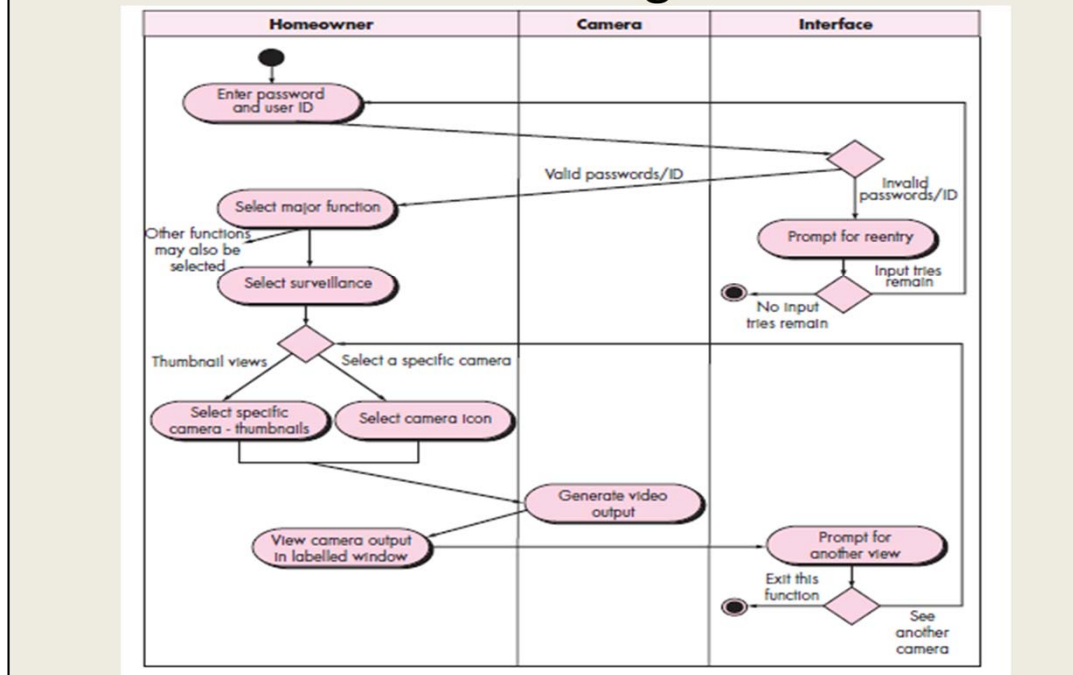 Homeowner
Camera
Interface
Enter password
and user ID
Valid passwords/ID
Invalid
passwords/ID
Select major function
Prompt for reentry
Other functions
may also be
selected
Input tries
remain
Select surveillance
No input
tries remain
Thumbnail views
Select a specific camera
Select specific
camera - thumbnails
Select camera icon
Generate video
output
View camera output
in labelled window
Prompt for
another view
Exit this
function
See
another
camera